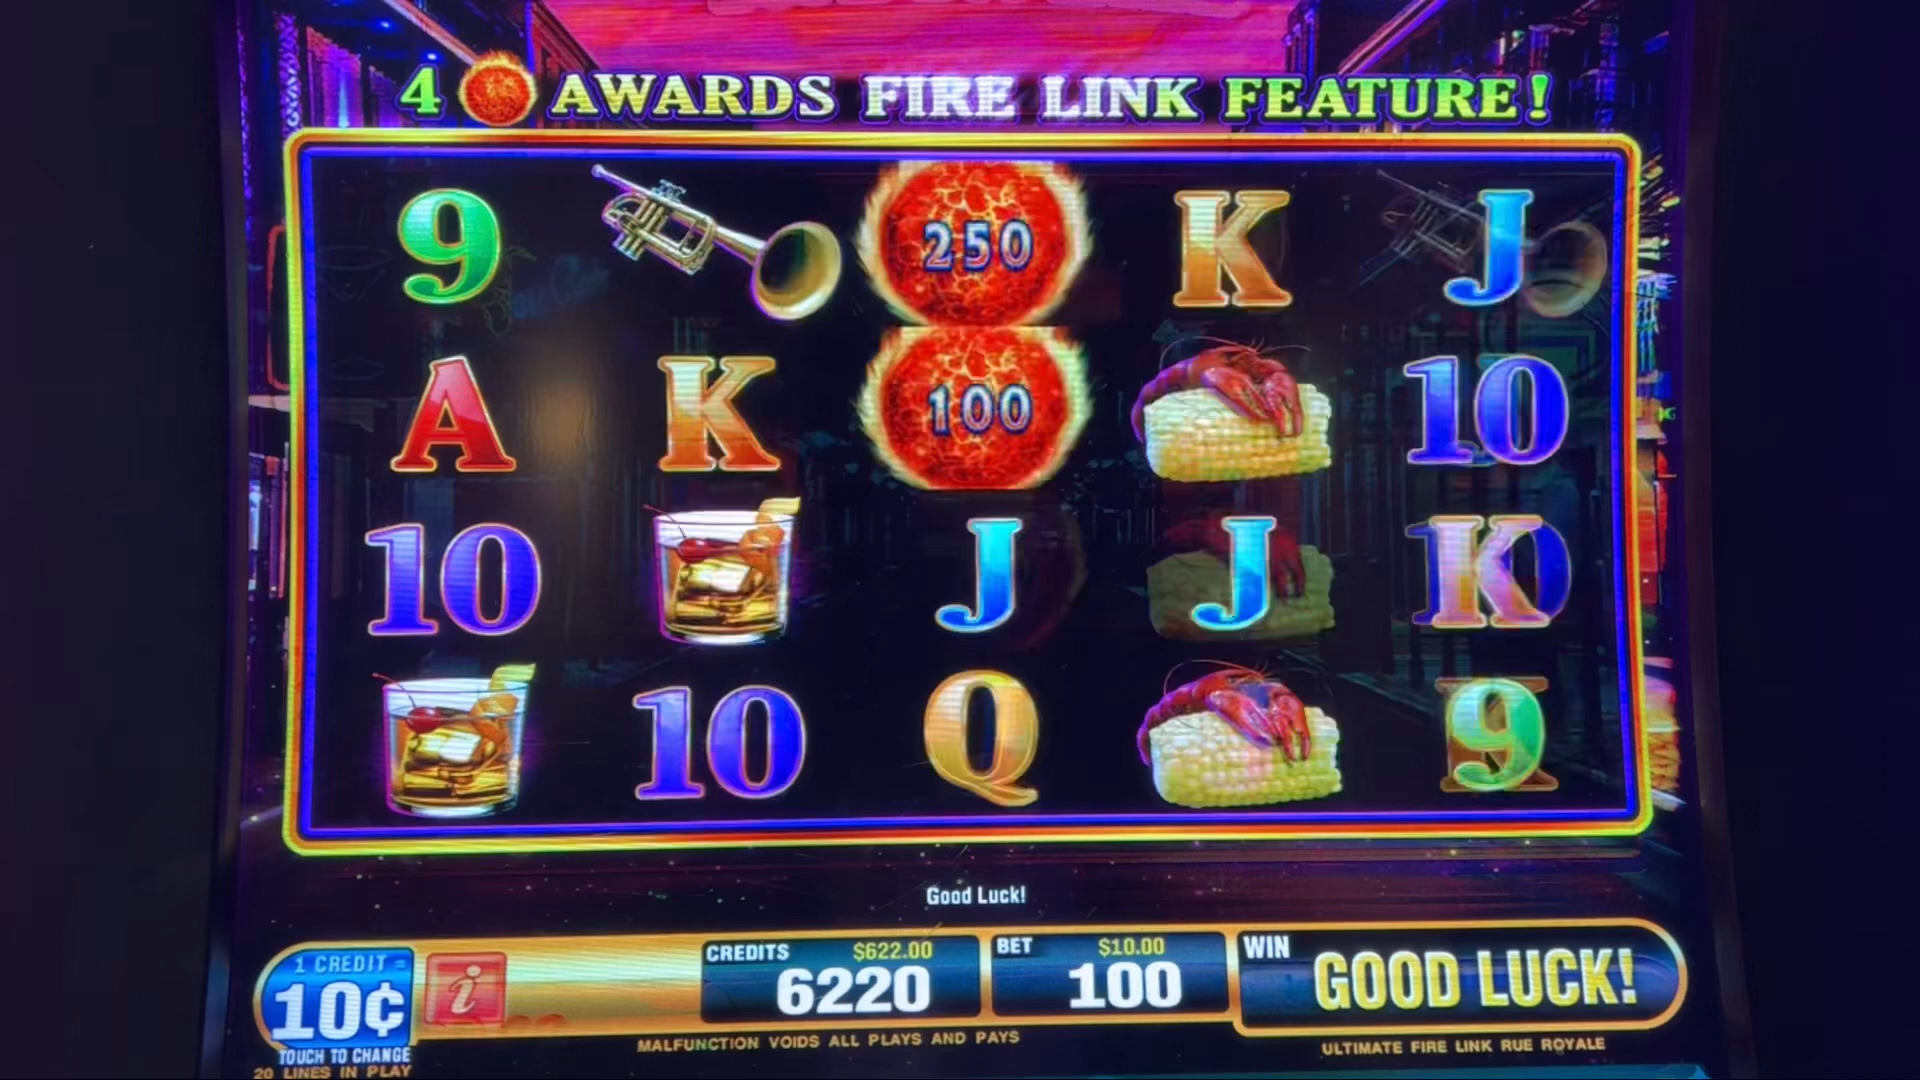 4 AWARDS FIRE LINK FEATURE!
9 250 K J
A K 100 10
10 J J K
10 Q 9
Good Luck!
1 CREDIT =
10¢
TOUCH TO CHANGE
20 LINES IN PLAY
i
CREDITS $622.00
6220
BET $10.00
100
WIN
GOOD LUCK!
MALFUNCTION VOIDS ALL PLAYS AND PAYS
ULTIMATE FIRE LINK RUE ROYALE